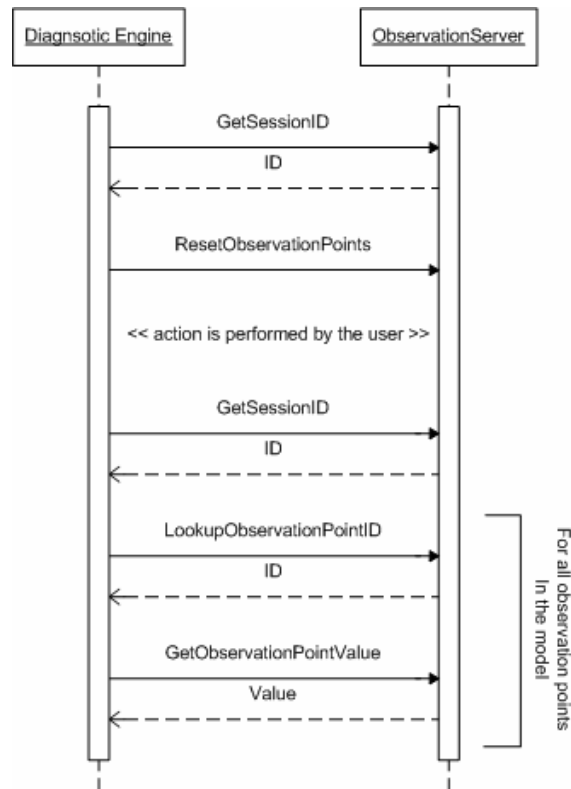 Diagnsotic Engine
ObservationServer
GetSessionID
ID
ResetObservationPoints
<< action is performed by the user >>
GetSessionID
ID
LookupObservationPointID
ID
GetObservationPointValue
Value
For all observation points
In the model